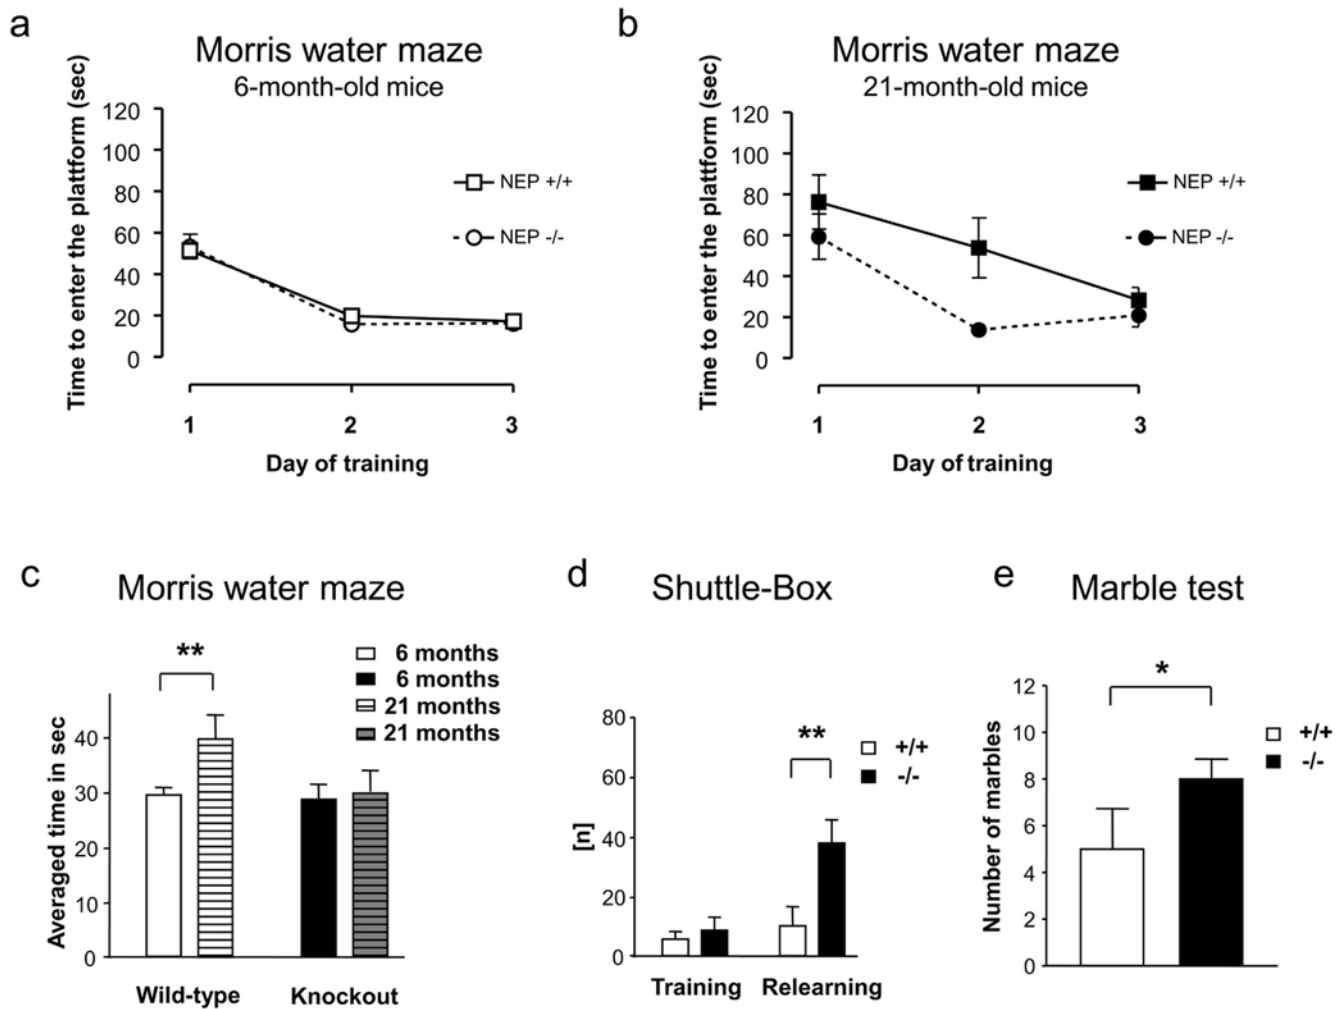 a
Morris water maze
6-month-old mice
Time to enter the plattform (sec)
120
100
80
60
40
20
0
NEP +/+
NEP -/-
1 2 3
Day of training
b
Morris water maze
21-month-old mice
Time to enter the plattform (sec)
120
100
80
60
40
20
0
NEP +/+
NEP -/-
1 2 3
Day of training
c
Morris water maze
**
6 months
6 months
21 months
21 months
Averaged time in sec
40
30
20
10
0
Wild-type Knockout
d
Shuttle-Box
[n]
80
60
40
20
0
**
+/+
-/-
Training Relearning
e
Marble test
*
Number of marbles
12
10
8
6
4
2
0
+/+
-/-